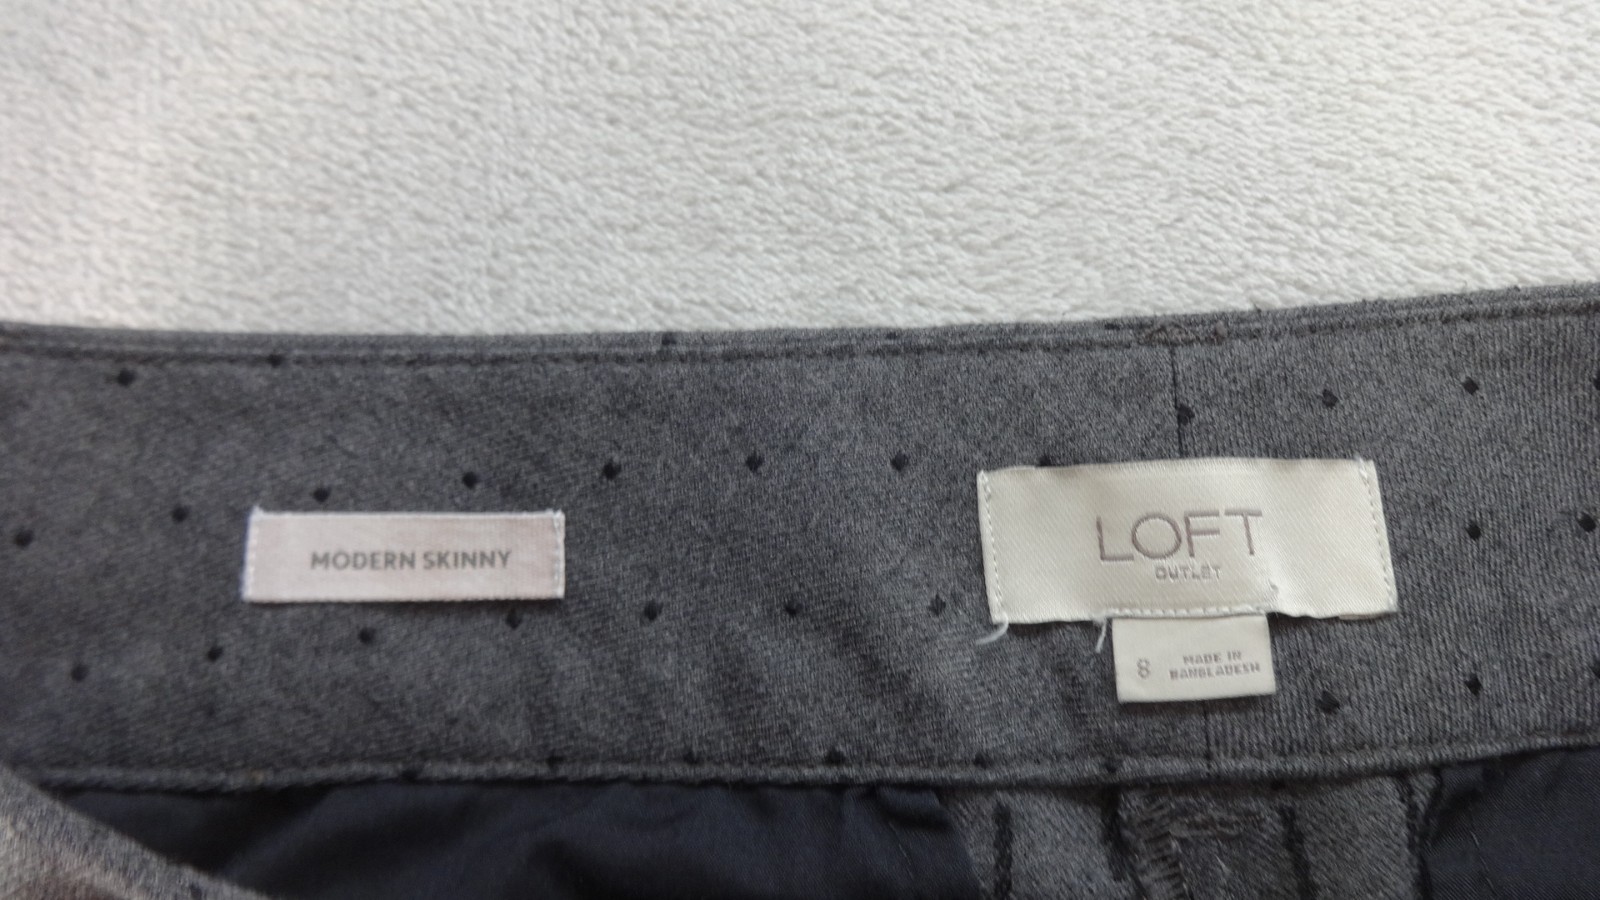 MODERN SKINNY
LOFT
OUTLET
8
MADE IN
BANGLADESH